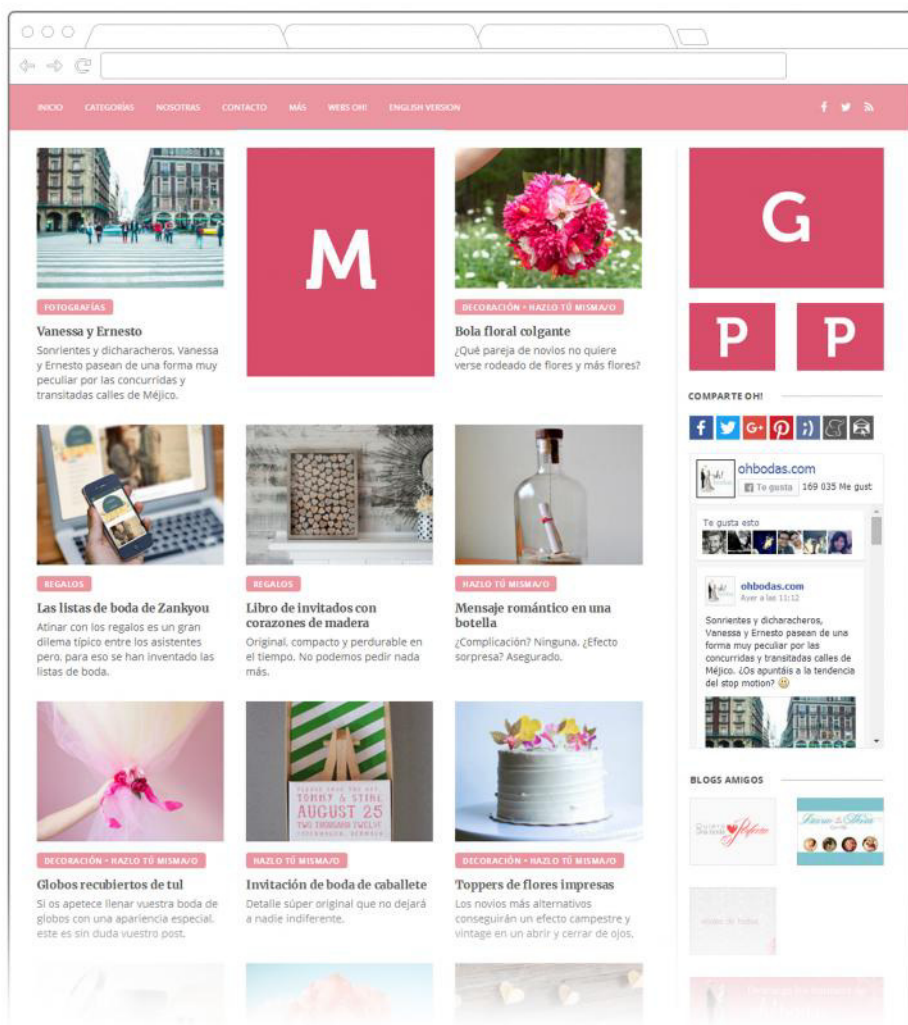 INICIO CATEGORÍAS NOSOTRAS CONTACTO MÁS WEBS OH! ENGLISH VERSION
FOTOGRAFÍAS
Vanessa y Ernesto
Sonrientes y dicharacheros, Vanessa
y Ernesto pasean de una forma muy
peculiar por las concurridas y
transitadas calles de Méjico.
M
DECORACIÓN • HAZLO TÚ MISMA/O
Bola floral colgante
¿Qué pareja de novios no quiere
verse rodeado de flores y más flores?
REGALOS
Las listas de boda de Zankyou
Atinar con los regalos es un gran
dilema típico entre los asistentes
pero, para eso se han inventado las
listas de boda.
REGALOS
Libro de invitados con
corazones de madera
Original, compacto y perdurable en
el tiempo. No podemos pedir nada
más.
HAZLO TÚ MISMA/O
Mensaje romántico en una
botella
¿Complicación? Ninguna. ¿Efecto
sorpresa? Asegurado.
DECORACIÓN • HAZLO TÚ MISMA/O
Globos recubiertos de tul
Si os apetece llenar vuestra boda de
globos con una apariencia especial,
este es sin duda vuestro post.
PLEASE SAVE THE DAY
TOMMY & STINE
AUGUST 25
TWO THOUSAND TWELVE
HAZLO TÚ MISMA/O
Invitación de boda de caballete
Detalle súper original que no dejará
a nadie indiferente.
DECORACIÓN • HAZLO TÚ MISMA/O
Toppers de flores impresas
Los novios más alternativos
conseguirán un efecto campestre y
vintage en un abrir y cerrar de ojos.
G
P P
COMPARTE OH!
ohbodas.com
Te gusta 169 035 Me gust
Te gusta esto
ohbodas.com
Ayer a las 11:12
Sonrientes y dicharacheros,
Vanessa y Ernesto pasean de una
forma muy peculiar por las
concurridas y transitadas calles de
Méjico. ¿Os apuntáis a la tendencia
del stop motion?
BLOGS AMIGOS